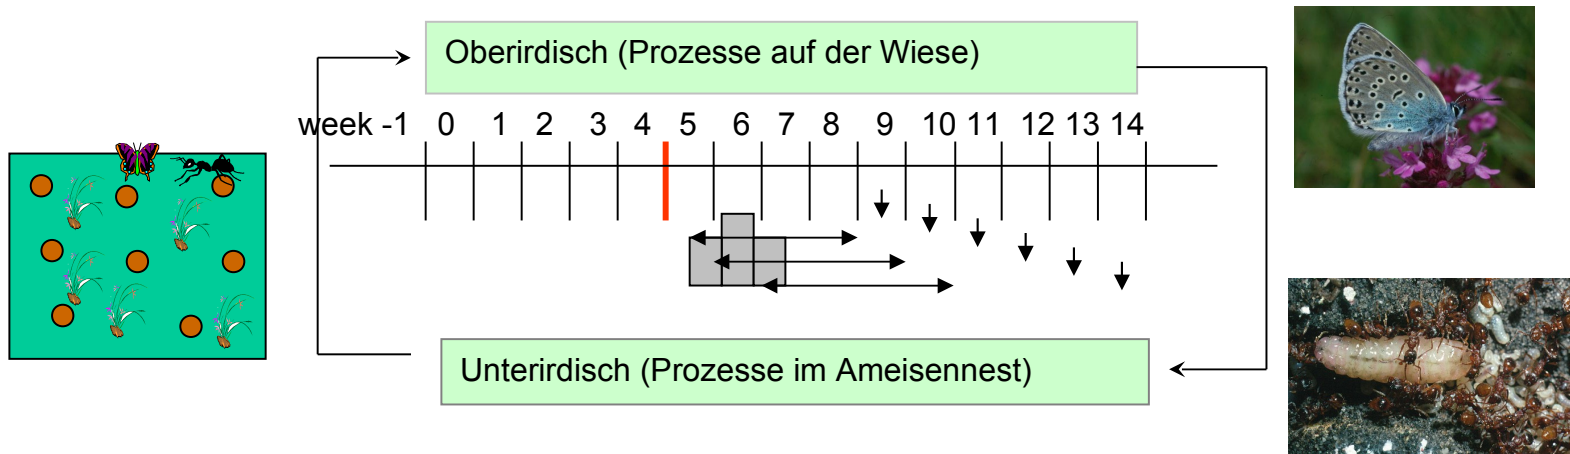 Oberirdisch (Prozesse auf der Wiese)
week -1 0 1 2 3 4 5 6 7 8 9 10 11 12 13 14
Unterirdisch (Prozesse im Ameisennest)